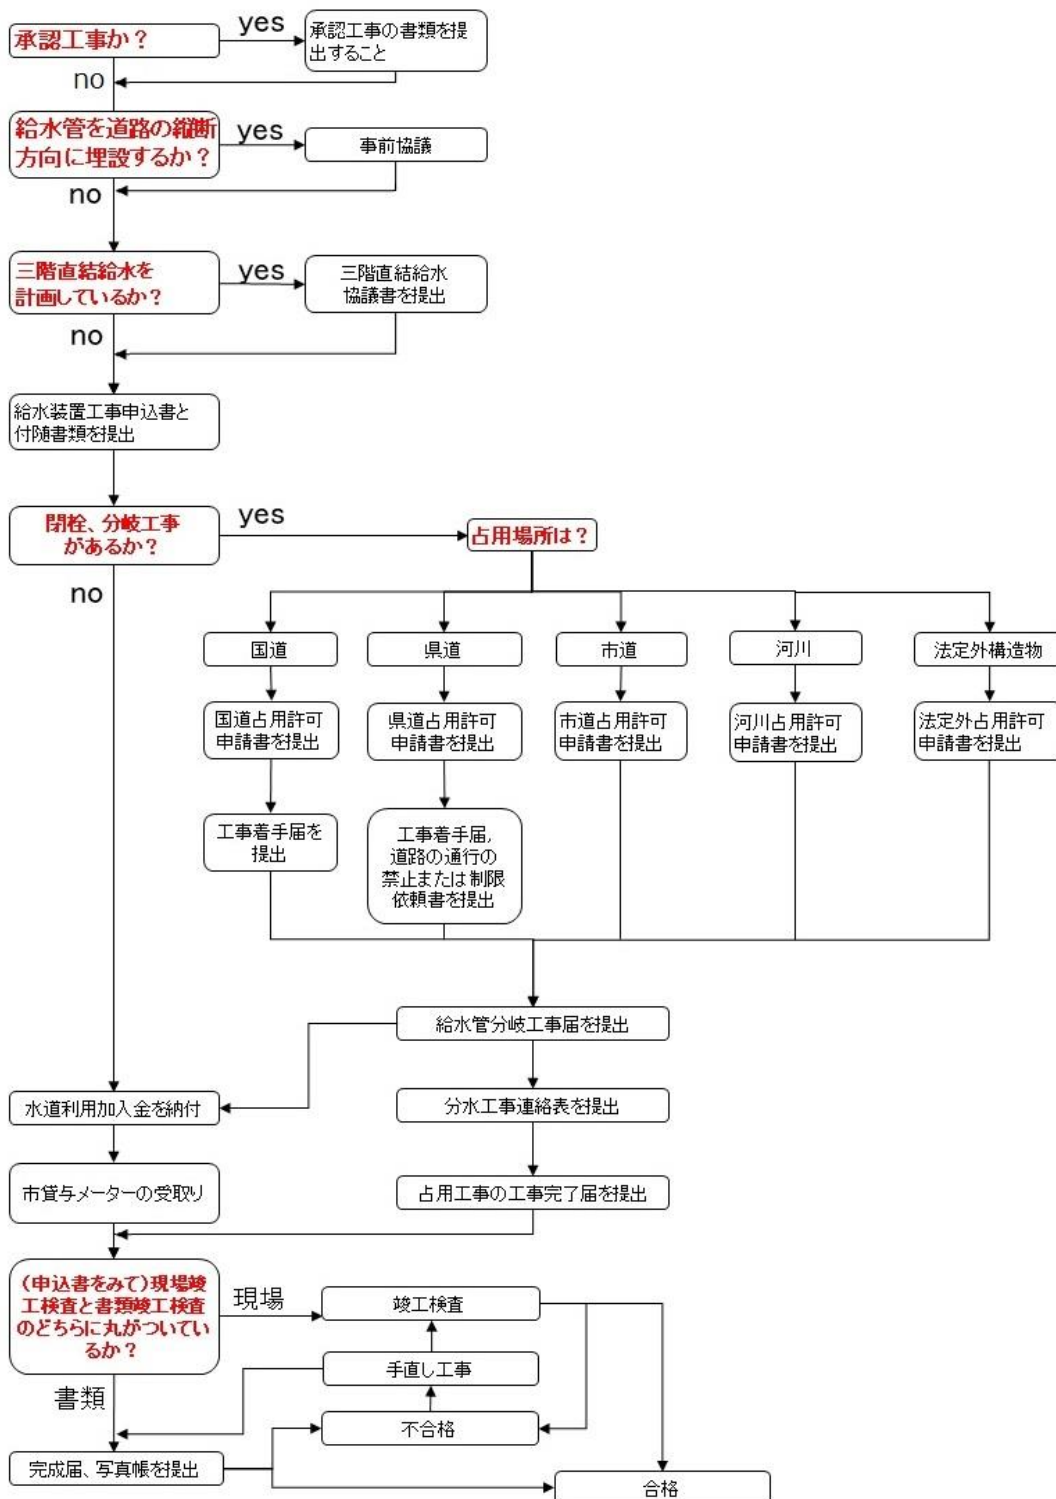 承認工事か？
yes
承認工事の書類を提
出すること
no
給水管を道路の縦断
方向に埋設するか？
yes
事前協議
no
三階直結給水を
計画しているか？
yes
三階直結給水
協議書を提出
no
給水装置工事申込書と
付随書類を提出
閉栓、分岐工事
があるか？
yes
占用場所は？
no
国道
県道
市道
河川
法定外構造物
国道占用許可
申請書を提出
県道占用許可
申請書を提出
市道占用許可
申請書を提出
河川占用許可
申請書を提出
法定外占用許可
申請書を提出
工事着手届を
提出
工事着手届,
道路の通行の
禁止または制限
依頼書を提出
給水管分岐工事届を提出
水道利用加入金を納付
分水工事連絡表を提出
市貸与メーターの受取り
占用工事の工事完了届を提出
（申込書をみて）現場竣
工検査と書類竣工検査
のどちらに丸がついてい
るか？
現場
竣工検査
手直し工事
書類
不合格
完成届、写真帳を提出
合格